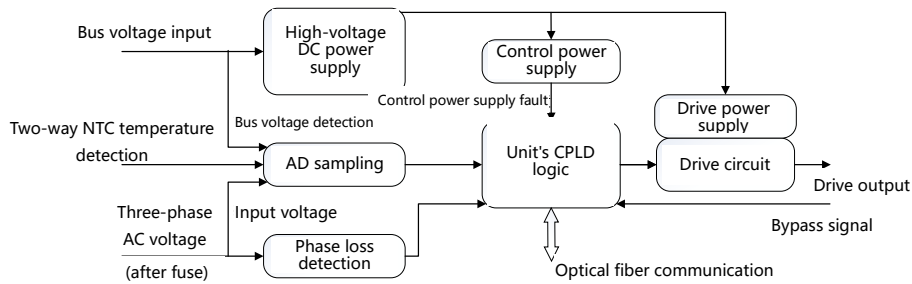 Bus voltage input
High-voltage
DC power
supply
Control power
supply
Control power supply fault
Drive power
supply
Two-way NTC temperature
detection
Bus voltage detection
AD sampling
Unit's CPLD
logic
Drive circuit
Drive output
Three-phase
AC voltage
(after fuse)
Input voltage
Bypass signal
Phase loss
detection
Optical fiber communication